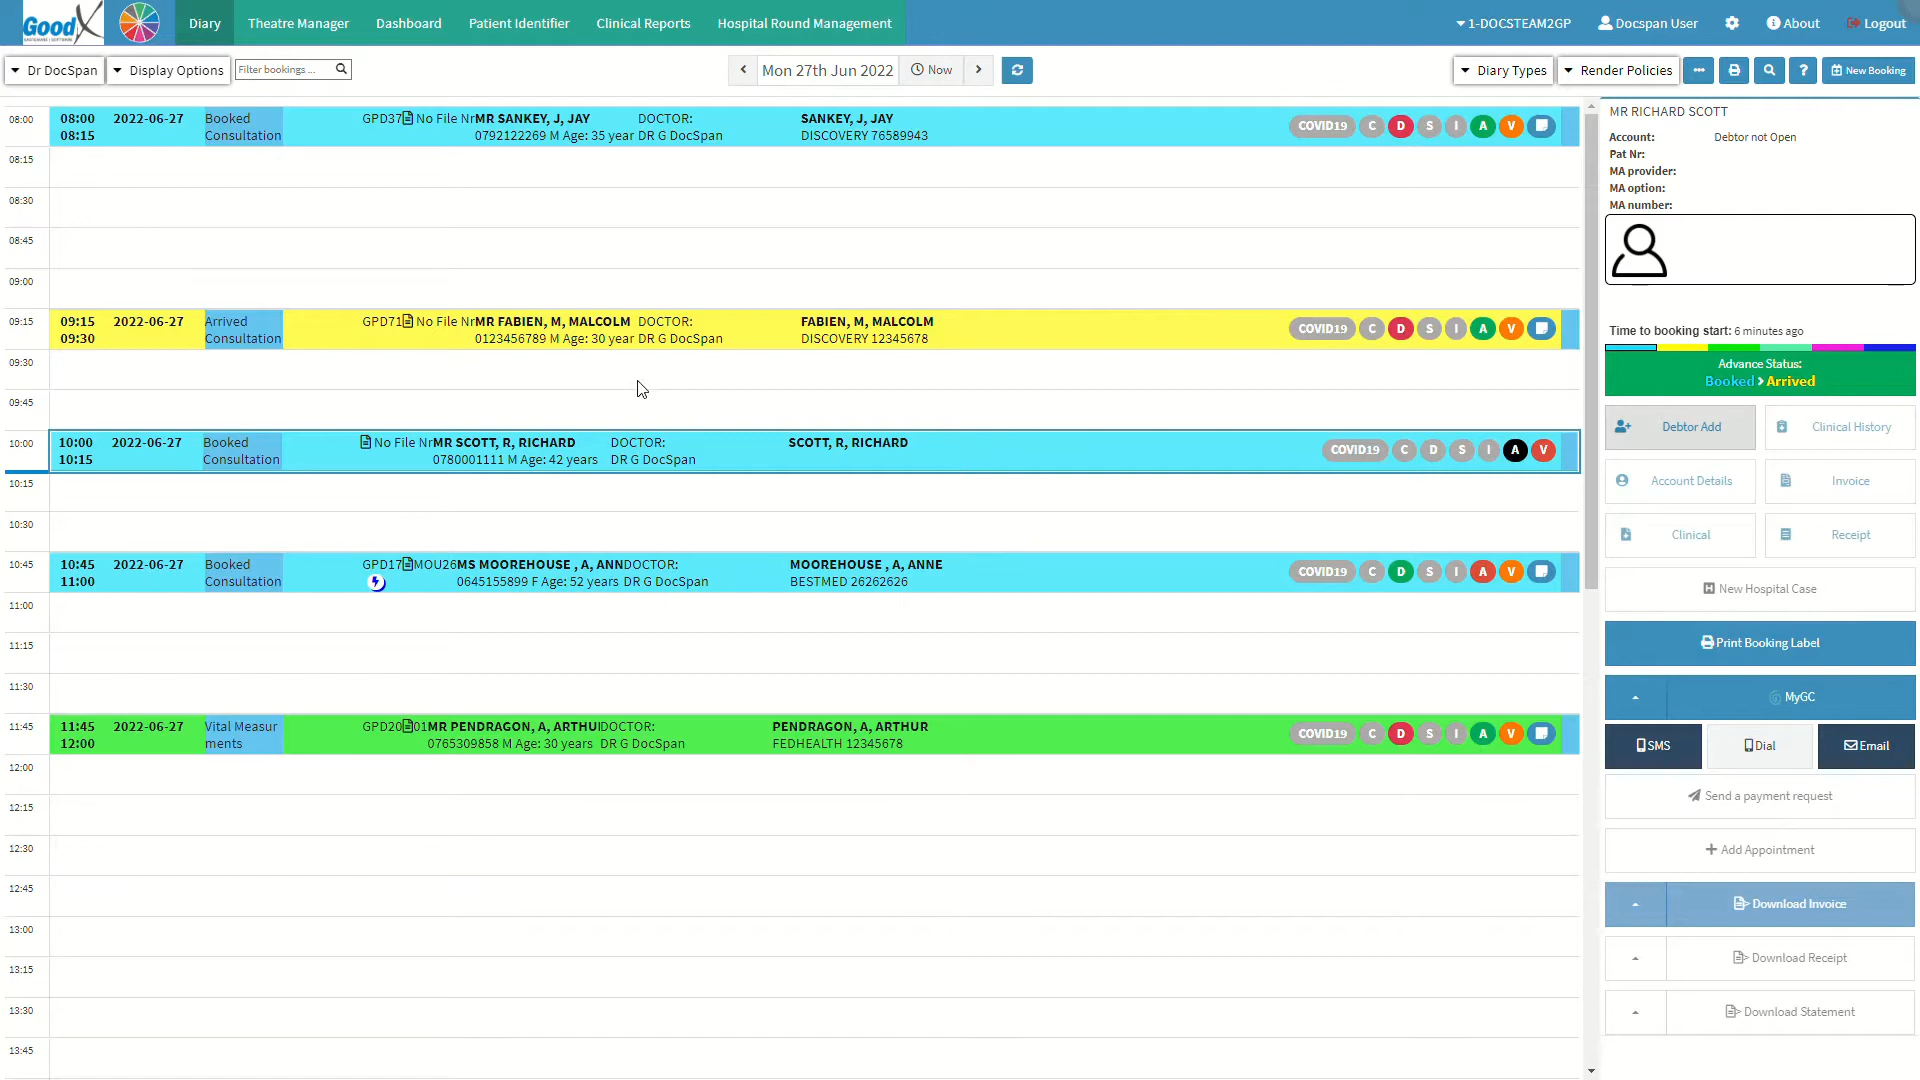 GoodX Diary Theatre Manager Dashboard Patient Identifier Clinical Reports Hospital Round Management 1-DOCSTEAM2GP Docspan User About Logout
Dr DocSpan Display Options Filter bookings ... Mon 27th Jun 2022 Now Diary Types Render Policies ? New Booking
08:00 08:00 2022-06-27 Booked GPD37 No File Nr MR SANKEY, J, JAY DOCTOR: SANKEY, J, JAY COVID19 C D S I A V
08:15 Consultation 0792122269 M Age: 35 year DR G DocSpan DISCOVERY 76589943
08:15
08:30
08:45
09:00
09:15 09:15 2022-06-27 Arrived GPD71 No File Nr MR FABIEN, M, MALCOLM DOCTOR: FABIEN, M, MALCOLM COVID19 C D S I A V
09:30 Consultation 0123456789 M Age: 30 year DR G DocSpan DISCOVERY 12345678
09:30
09:45
10:00 10:00 2022-06-27 Booked No File Nr MR SCOTT, R, RICHARD DOCTOR: SCOTT, R, RICHARD COVID19 C D S I A V
10:15 Consultation 0780001111 M Age: 42 years DR G DocSpan
10:15
10:30
10:45 10:45 2022-06-27 Booked GPD17 MOU26 MS MOOREHOUSE , A, ANN DOCTOR: MOOREHOUSE , A, ANNE COVID19 C D S I A V
11:00 Consultation 0645155899 F Age: 52 years DR G DocSpan BESTMED 26262626
11:00
11:15
11:30
11:45 11:45 2022-06-27 Vital Measur GPD20 01 MR PENDRAGON, A, ARTHU DOCTOR: PENDRAGON, A, ARTHUR COVID19 C D S I A V
12:00 ments 0765309858 M Age: 30 years DR G DocSpan FEDHEALTH 12345678
12:00
12:15
12:30
12:45
13:00
13:15
13:30
13:45
MR RICHARD SCOTT
Account: Debtor not Open
Pat Nr:
MA provider:
MA option:
MA number:
Time to booking start: 6 minutes ago
Advance Status:
Booked > Arrived
Debtor Add Clinical History
Account Details Invoice
Clinical Receipt
New Hospital Case
Print Booking Label
MyGC
SMS Dial Email
Send a payment request
Add Appointment
Download Invoice
Download Receipt
Download Statement